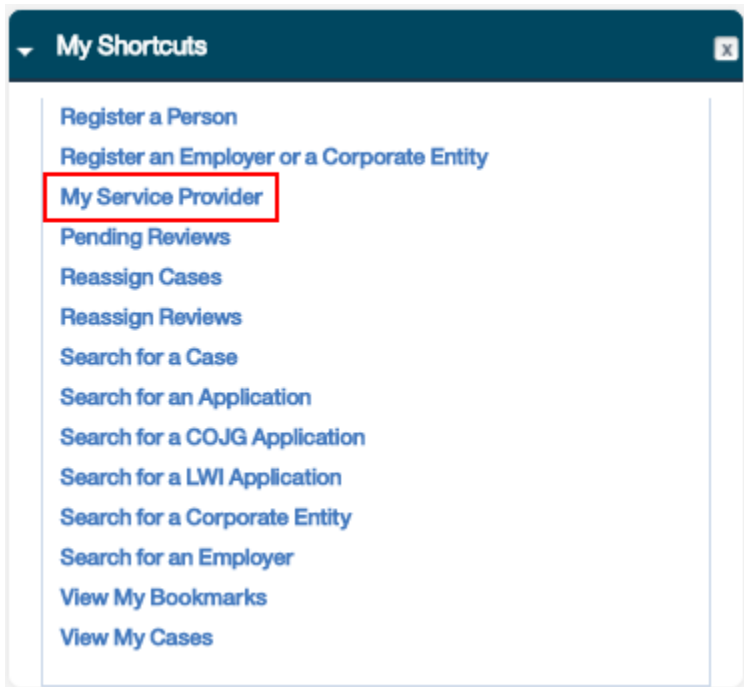 My Shortcuts
x
Register a Person
Register an Employer or a Corporate Entity
My Service Provider
Pending Reviews
Reassign Cases
Reassign Reviews
Search for a Case
Search for an Application
Search for a COJG Application
Search for a LWI Application
Search for a Corporate Entity
Search for an Employer
View My Bookmarks
View My Cases